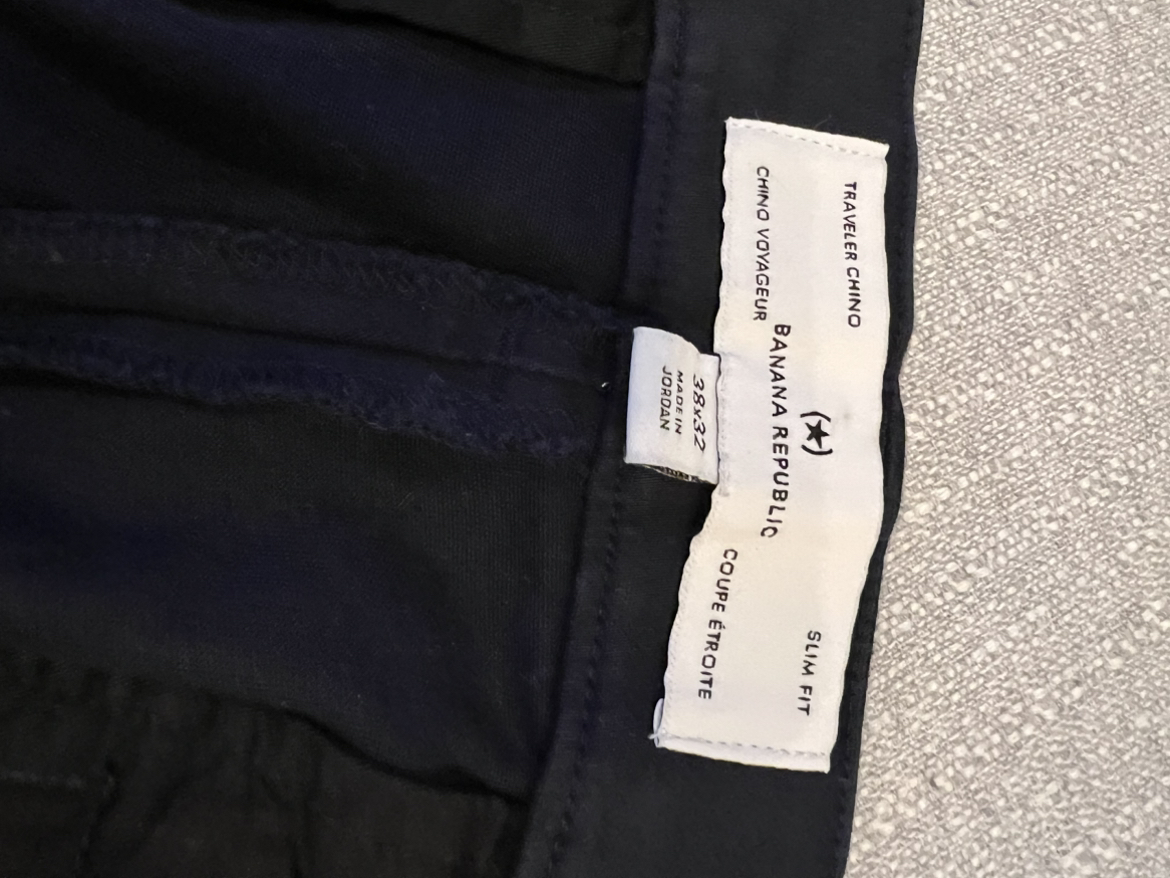 TRAVELER CHINO
CHINO VOYAGEUR
(★)
BANANA REPUBLIC
SLIM FIT
COUPE ÉTROITE
38x32
MADE IN
JORDAN